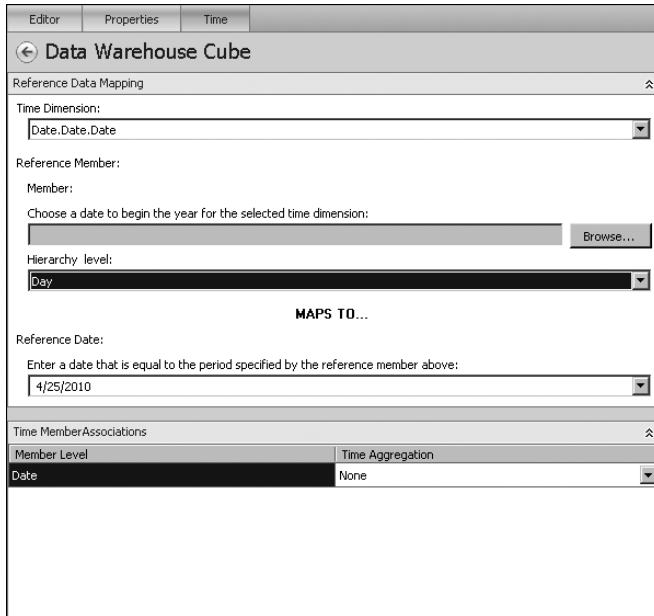 Editor Properties Time
Data Warehouse Cube
Reference Data Mapping
Time Dimension:
Date.Date.Date
Reference Member:
Member:
Choose a date to begin the year for the selected time dimension:
Browse...
Hierarchy level:
Day
MAPS TO...
Reference Date:
Enter a date that is equal to the period specified by the reference member above:
4/25/2010
Time MemberAssociations
Member Level Time Aggregation
Date None